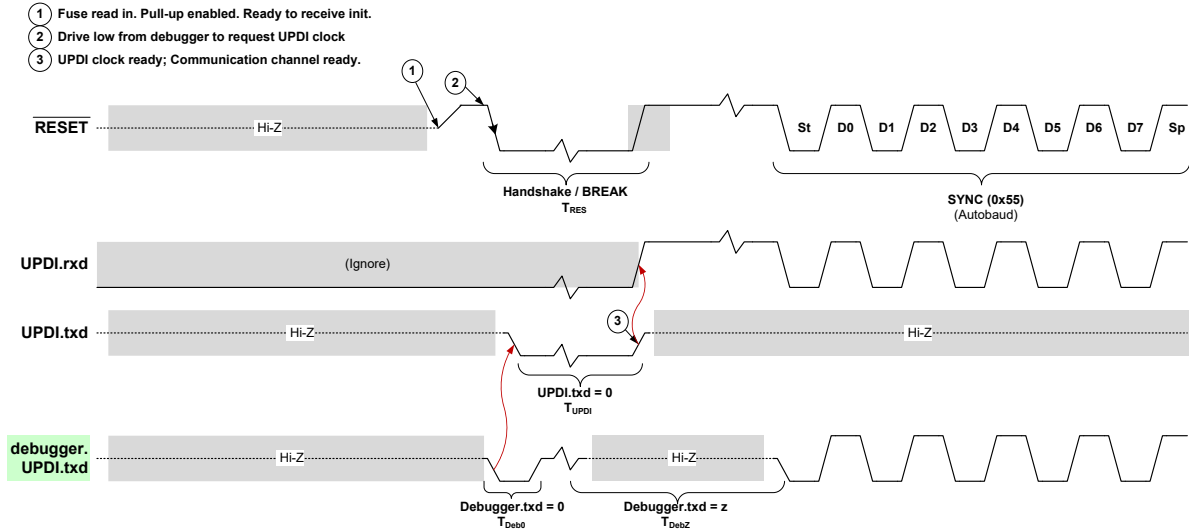 1 Fuse read in. Pull-up enabled. Ready to receive init.
2 Drive low from debugger to request UPDI clock
3 UPDI clock ready; Communication channel ready.
1
2
RESET
Hi-Z
St D0 D1 D2 D3 D4 D5 D6 D7 Sp
Handshake / BREAK
TRES
SYNC (0x55)
(Autobaud)
UPDI.rxd
(Ignore)
UPDI.txd
Hi-Z
3
Hi-Z
UPDI.txd = 0
TUPDI
debugger.
UPDI.txd
Hi-Z
Hi-Z
Debugger.txd = 0
TDeb0
Debugger.txd = z
TDebZ